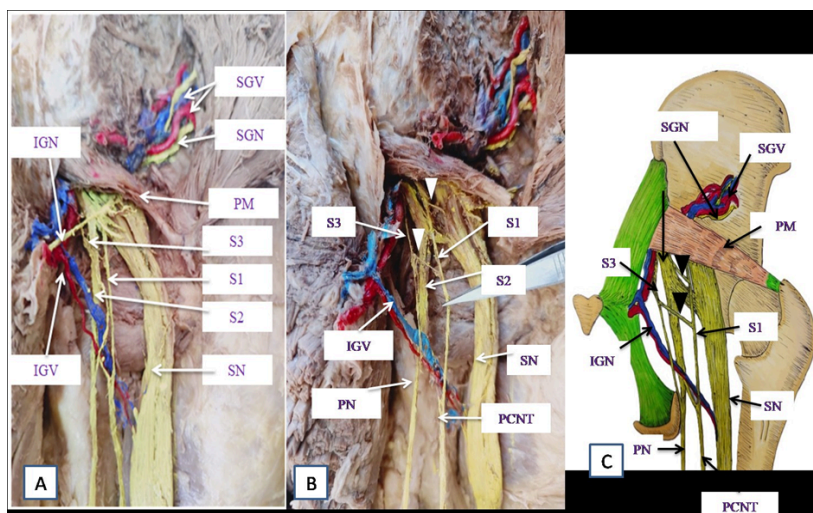 SGV
IGN
SGN
PM
S3
S1
S2
IGV
SN
A
S3
S1
S2
IGV
SN
PN
PCNT
B
SGN
SGV
PM
S3
S1
IGN
SN
PN
PCNT
C